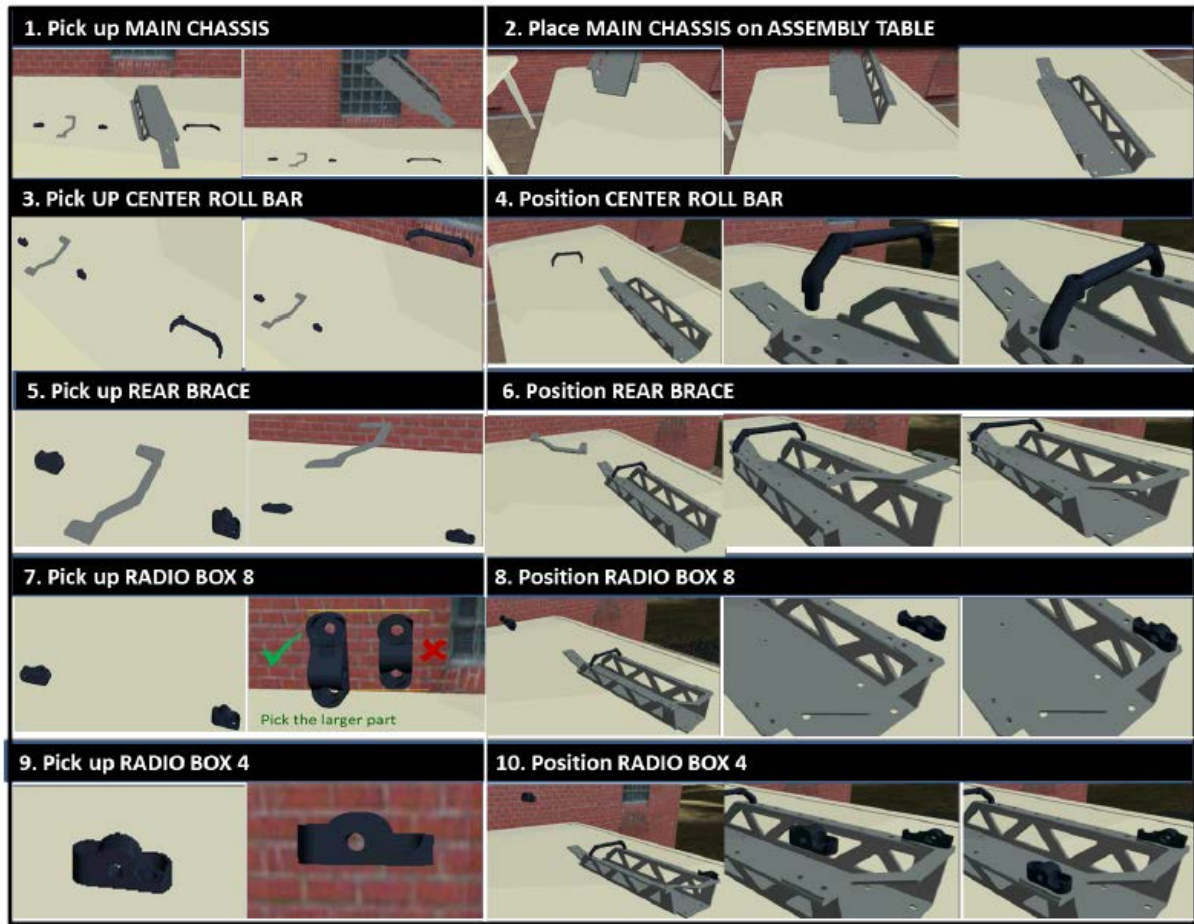 1. Pick up MAIN CHASSIS
2. Place MAIN CHASSIS on ASSEMBLY TABLE
3. Pick UP CENTER ROLL BAR
4. Position CENTER ROLL BAR
5. Pick up REAR BRACE
6. Position REAR BRACE
7. Pick up RADIO BOX 8
8. Position RADIO BOX 8
Pick the larger part
9. Pick up RADIO BOX 4
10. Position RADIO BOX 4